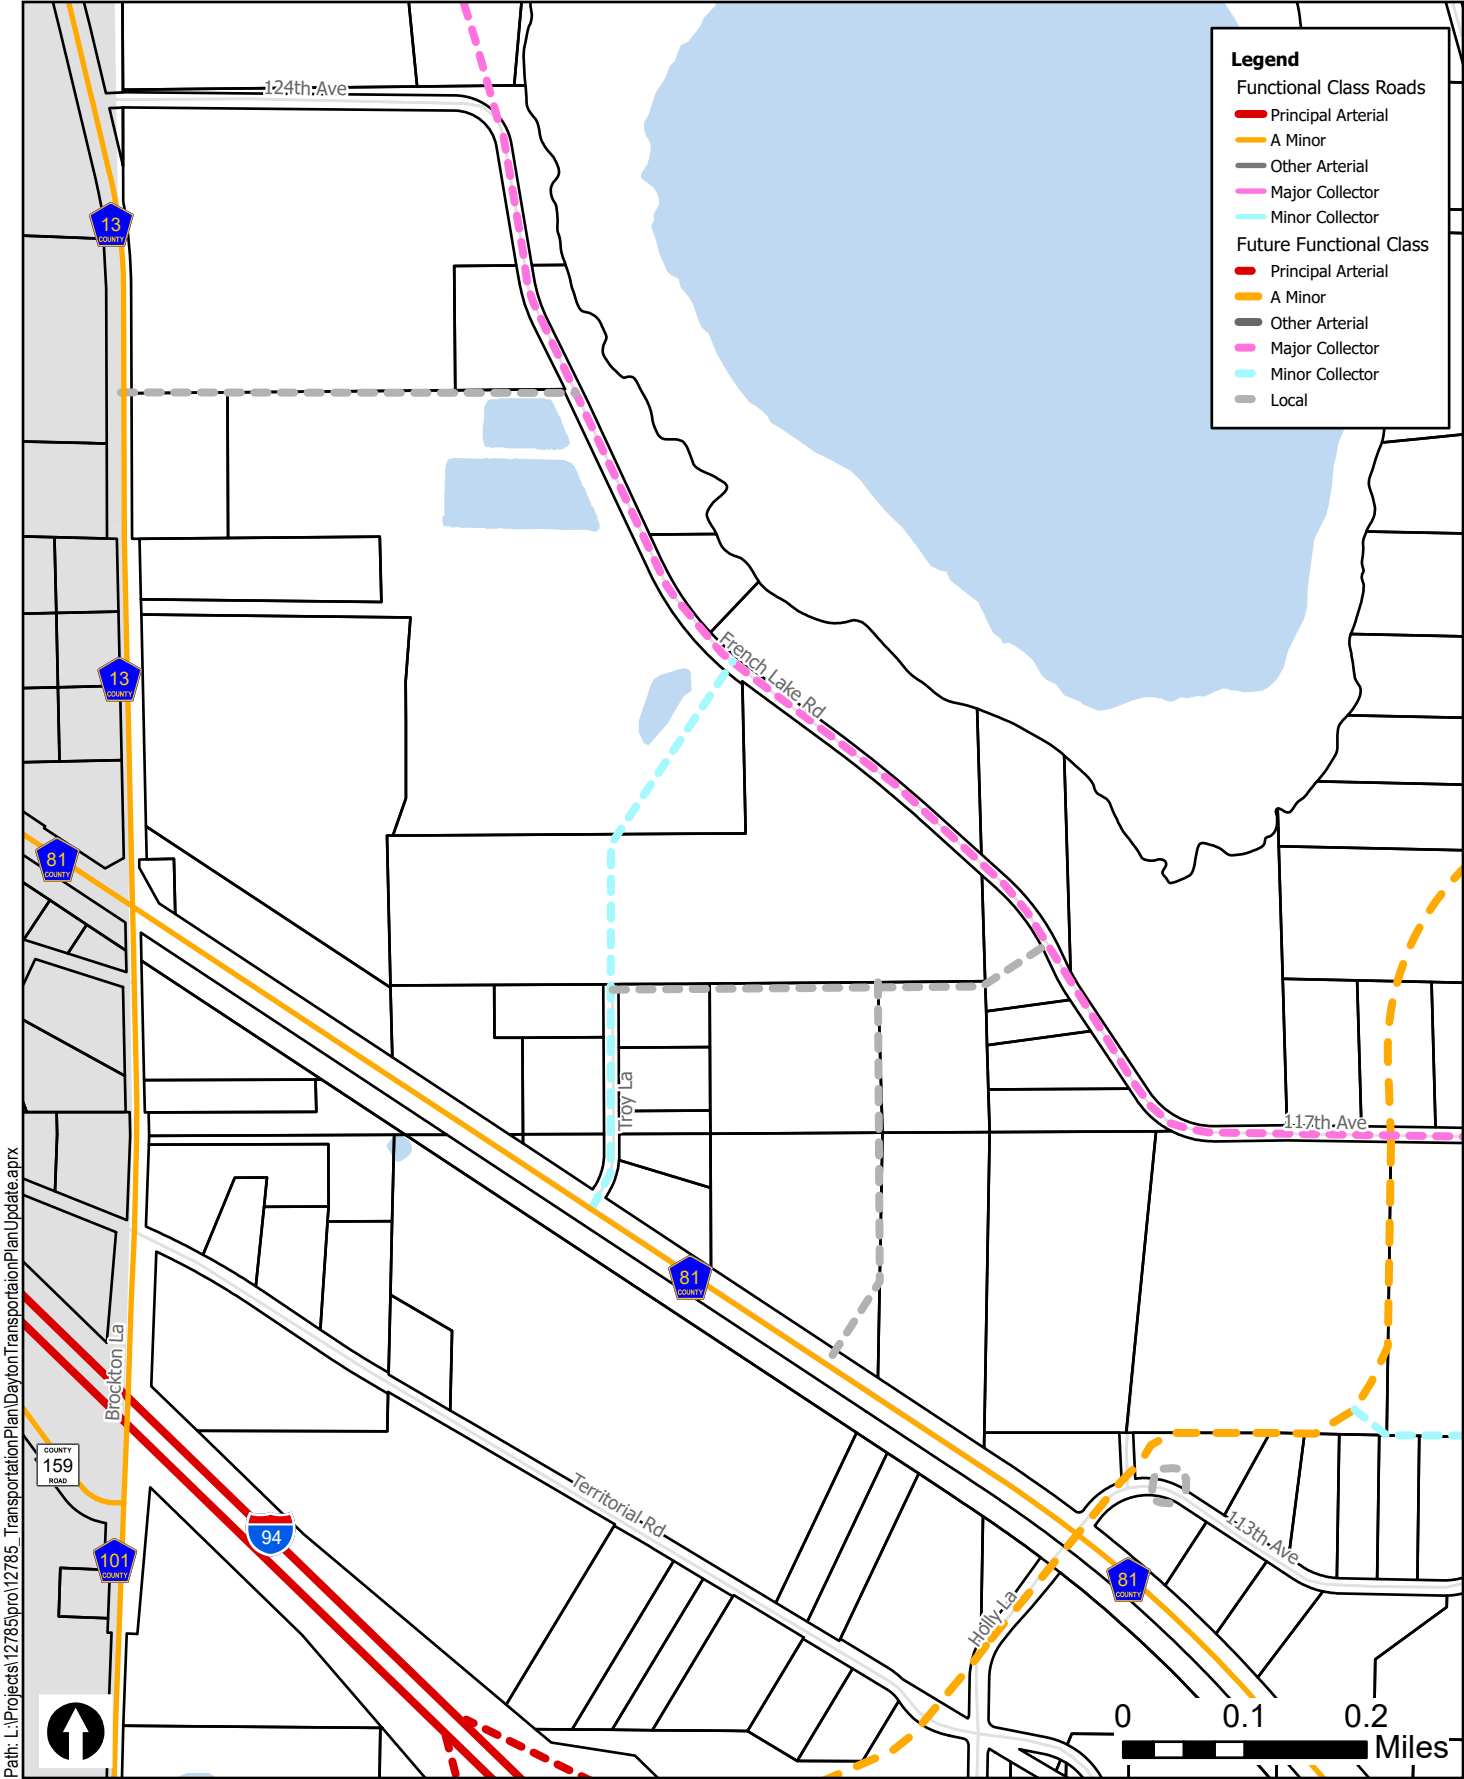 Legend
Functional Class Roads
Principal Arterial
A Minor
Other Arterial
Major Collector
Minor Collector
Future Functional Class
Principal Arterial
A Minor
Other Arterial
Major Collector
Minor Collector
Local
124th Ave
13
COUNTY
French Lake Rd
13
COUNTY
81
COUNTY
Troy La
117th Ave
81
COUNTY
Brockton La
COUNTY
159
ROAD
94
101
COUNTY
Territorial Rd
113th Ave
81
COUNTY
Holly La
0 0.1 0.2
Miles
Path: L:\Projects\12785\pro\12785_TransportationPlan\DaytonTransportaionPlanUpdate.aprx